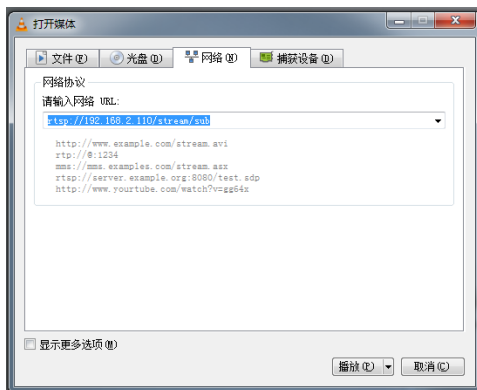 打开媒体
文件(F) 光盘(D) 网络(N) 捕获设备(D)
网络协议
请输入网络 URL:
rtsp://192.168.2.110/stream/sub
http://www.example.com/stream.avi
rtp://@:1234
mms://mms.examples.com/stream.asx
rtsp://server.example.org:8080/test.sdp
http://www.yourtube.com/watch?v=gg64x
显示更多选项(M)
播放(P) 取消(C)